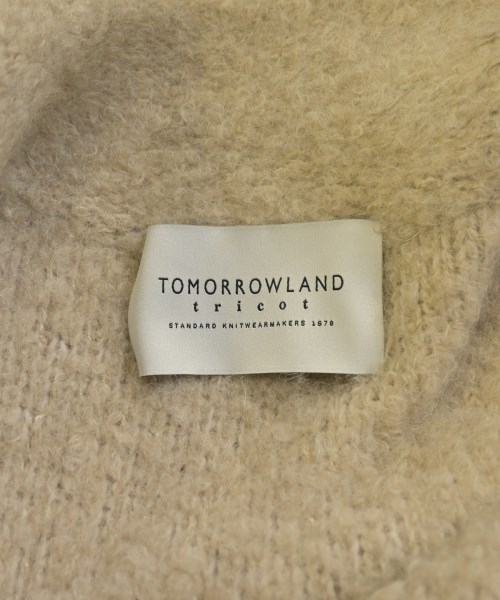 TOMORROWLAND
tricot
STANDARD KNITWEARMAKERS 1978